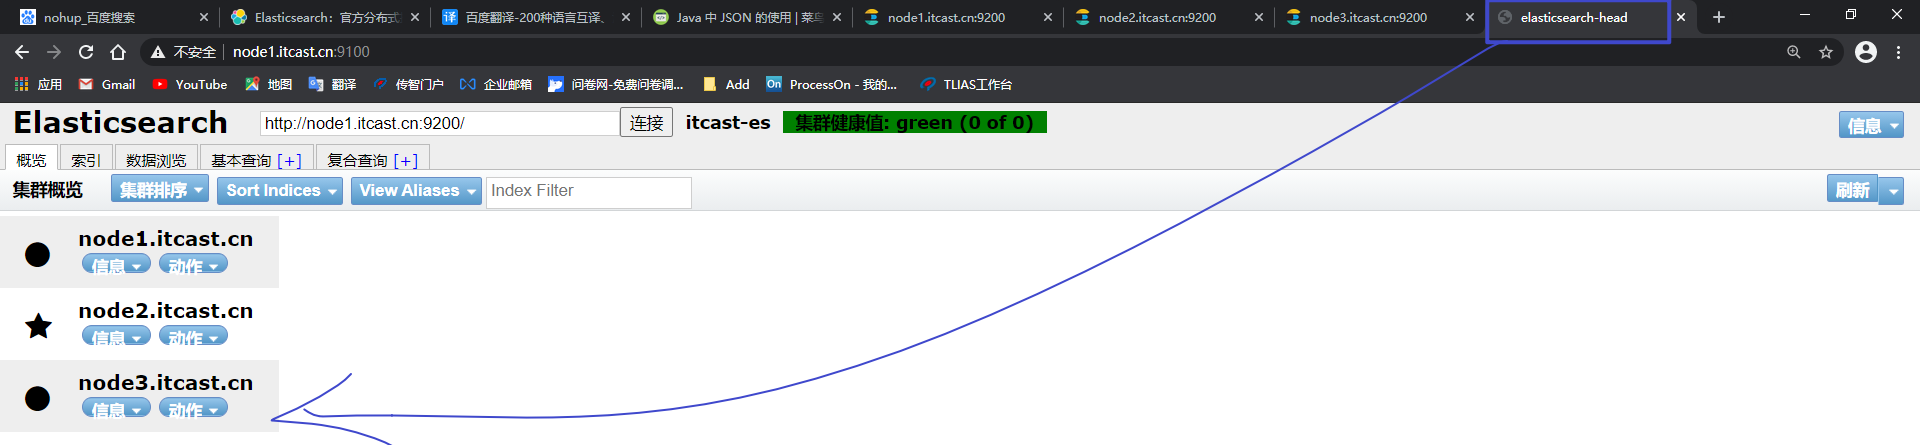 nohup_百度搜索
Elasticsearch：官方分布式
百度翻译-200种语言互译、
Java 中 JSON 的使用 | 菜鸟
node1.itcast.cn:9200
node2.itcast.cn:9200
node3.itcast.cn:9200
elasticsearch-head
不安全 node1.itcast.cn:9100
应用 Gmail YouTube 地图 翻译 传智门户 企业邮箱 问卷网-免费问卷调... Add ProcessOn - 我的... TLIAS工作台
Elasticsearch http://node1.itcast.cn:9200/ 连接 itcast-es 集群健康值: green (0 of 0) 信息
概览 索引 数据浏览 基本查询 [+] 复合查询 [+]
集群概览 集群排序 Sort Indices View Aliases Index Filter 刷新
node1.itcast.cn
信息 动作
node2.itcast.cn
信息 动作
node3.itcast.cn
信息 动作